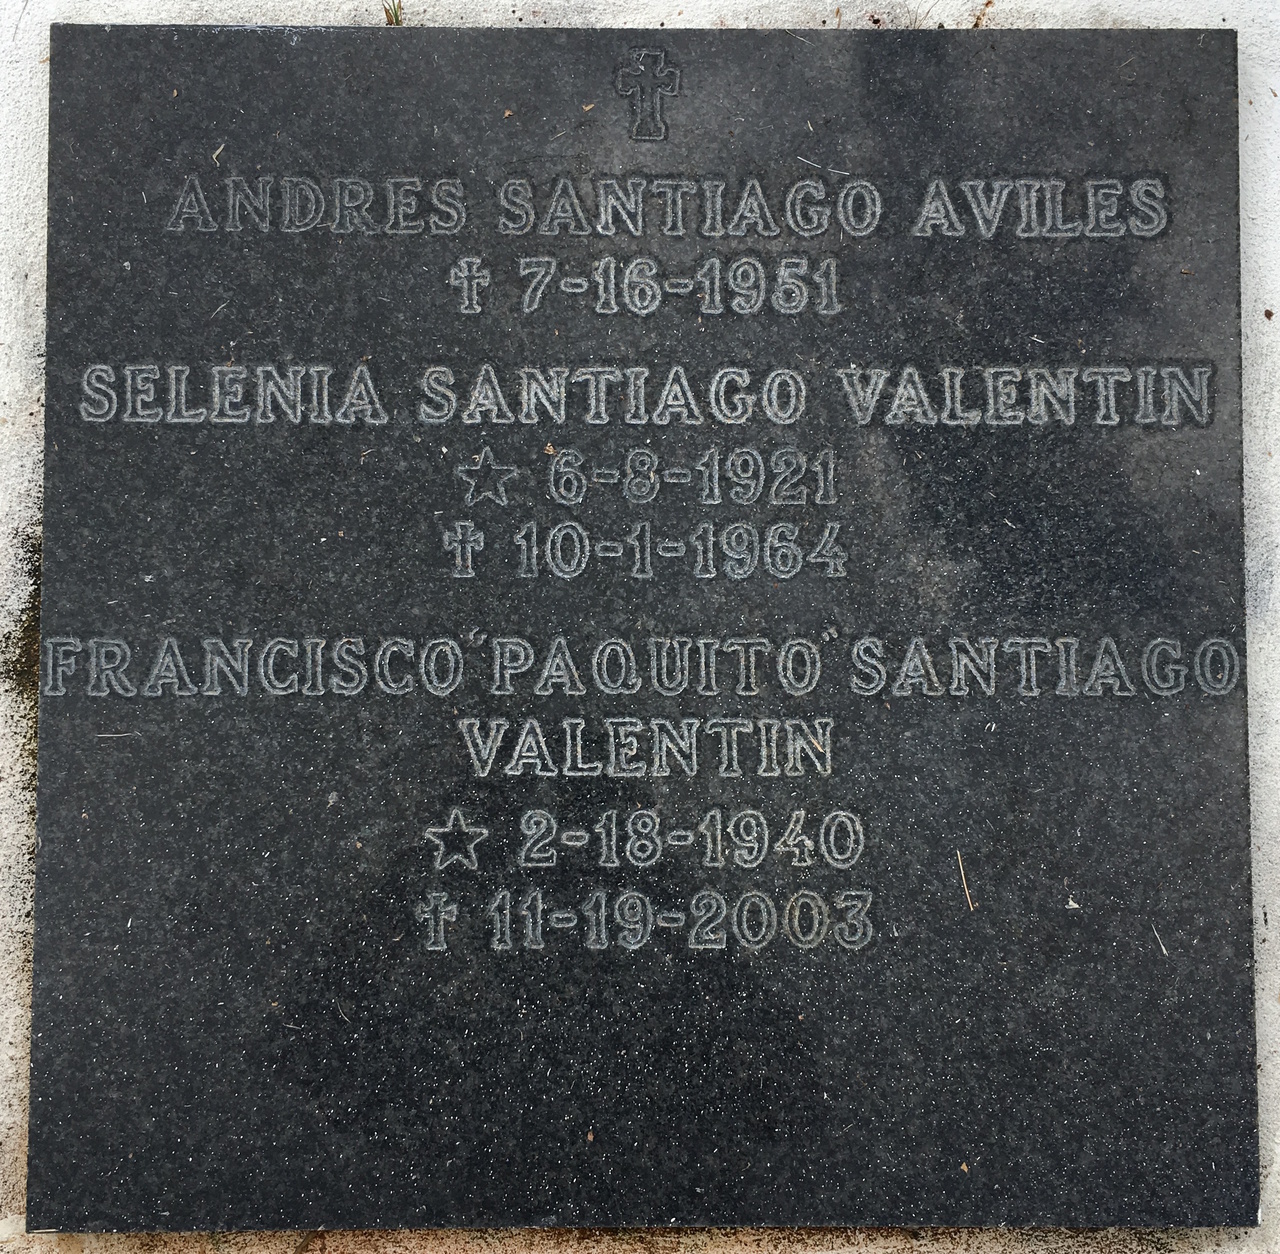 ANDRES SANTIAGO AVILES
✝ 7-16-1951
SELENIA SANTIAGO VALENTIN
☆ 6-8-1921
✝ 10-1-1964
FRANCISCO "PAQUITO" SANTIAGO
VALENTIN
☆ 2-18-1940
✝ 11-19-2003